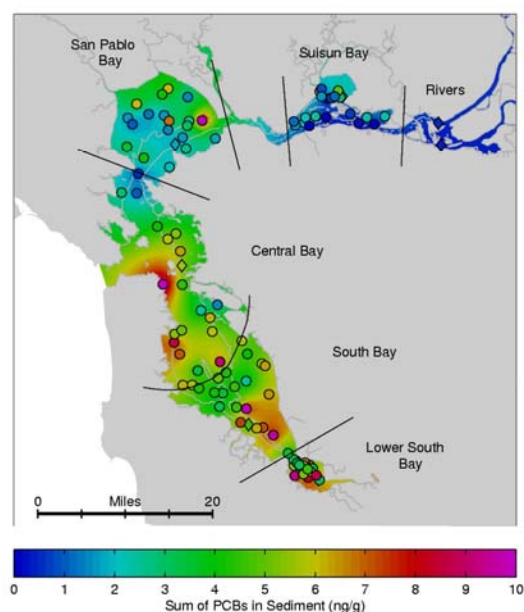 San Pablo
Bay
Suisun Bay
Rivers
Central Bay
South Bay
Lower South
Bay
0 Miles 20
0 1 2 3 4 5 6 7 8 9 10
Sum of PCBs in Sediment (ng/g)